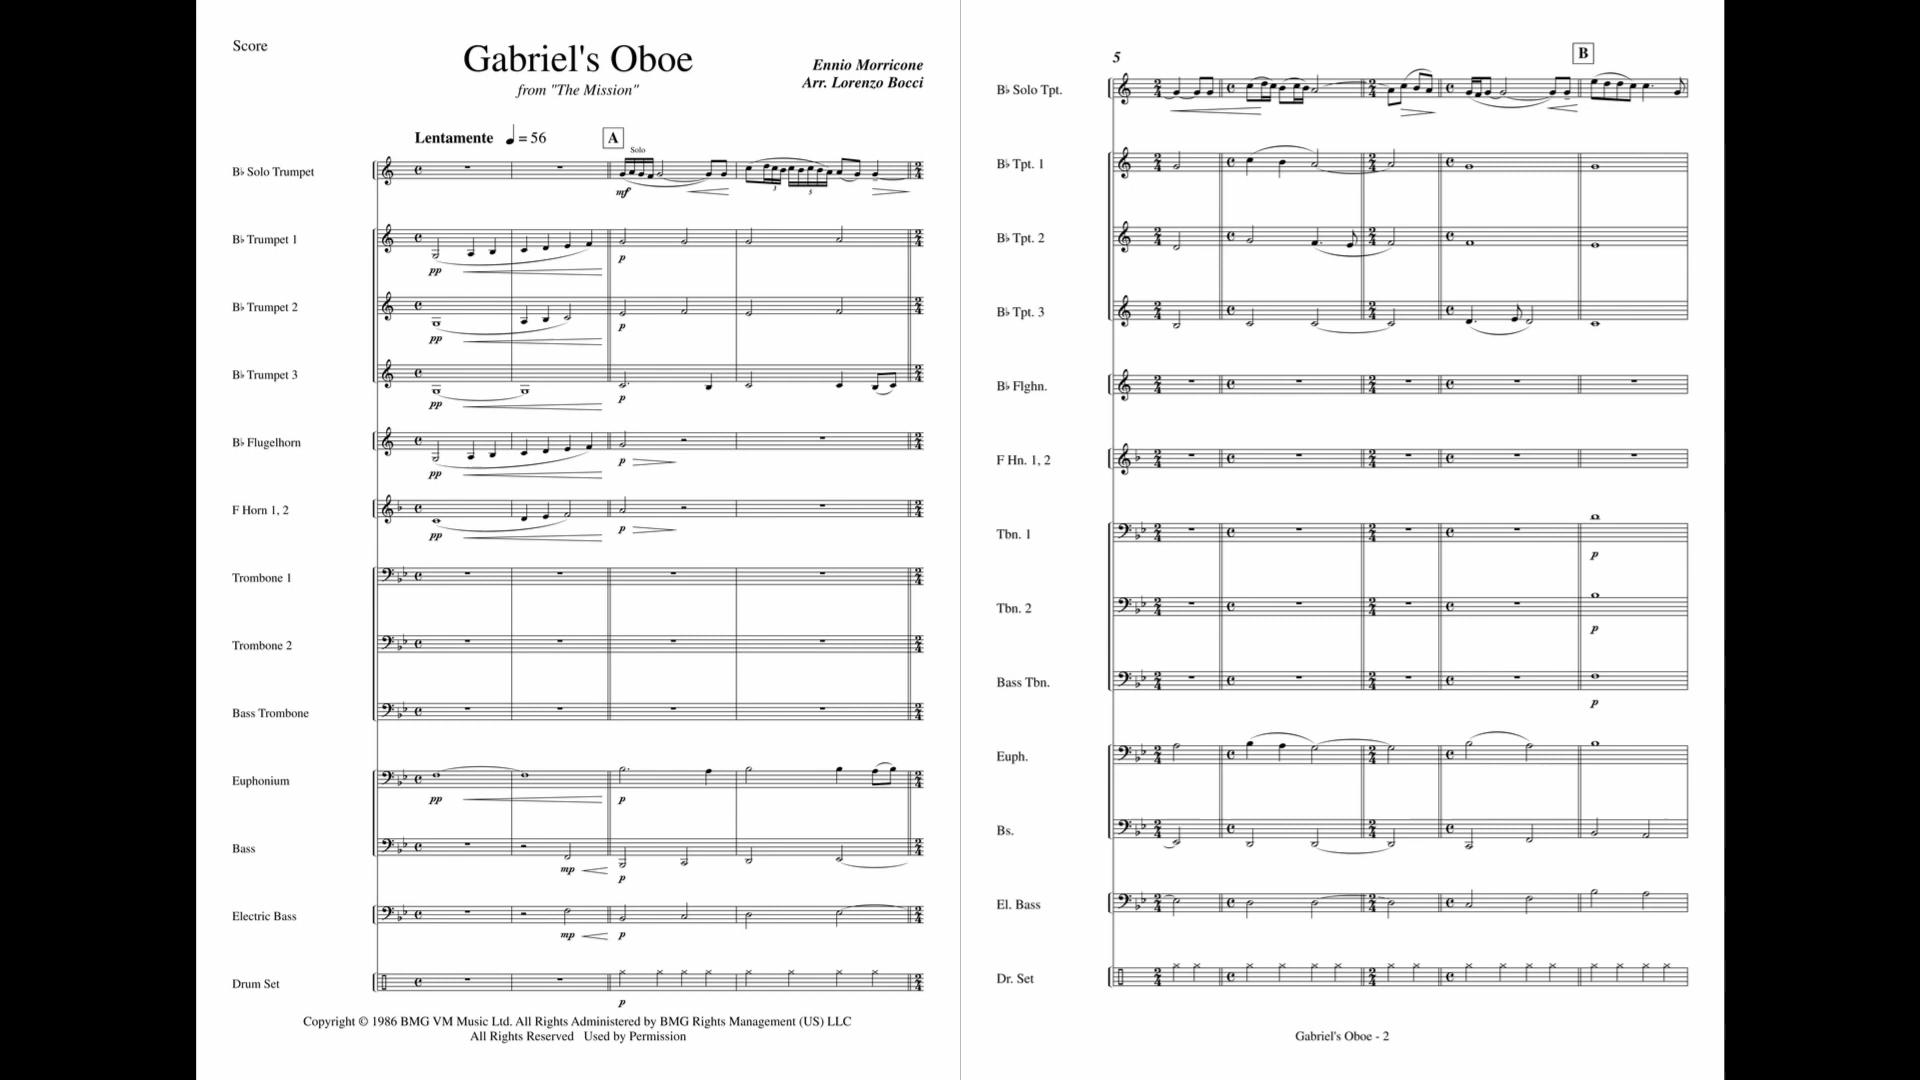 Score
Gabriel's Oboe
from "The Mission"
Ennio Morricone
Arr. Lorenzo Bocci
Lentamente ♩ = 56
A
Solo
B♭ Solo Trumpet
mf
3
5
B♭ Trumpet 1
pp
p
B♭ Trumpet 2
pp
p
B♭ Trumpet 3
pp
p
B♭ Flugelhorn
pp
p
F Horn 1, 2
pp
p
Trombone 1
Trombone 2
Bass Trombone
Euphonium
pp
p
Bass
mp
p
Electric Bass
mp
p
Drum Set
p
Copyright © 1986 BMG VM Music Ltd. All Rights Administered by BMG Rights Management (US) LLC
All Rights Reserved Used by Permission
5
B
B♭ Solo Tpt.
B♭ Tpt. 1
B♭ Tpt. 2
B♭ Tpt. 3
B♭ Flghn.
F Hn. 1, 2
Tbn. 1
p
Tbn. 2
p
Bass Tbn.
p
Euph.
Bs.
El. Bass
Dr. Set
Gabriel's Oboe - 2